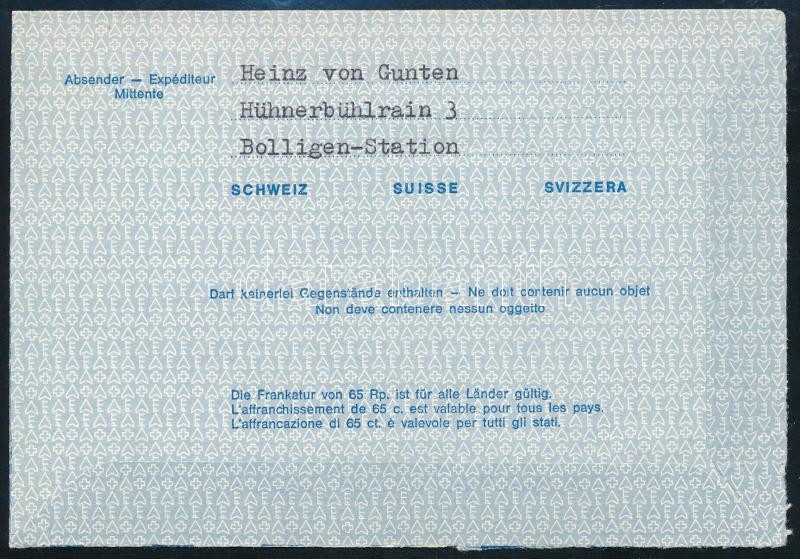 Absender — Expéditeur
Mittente
Heinz von Gunten
Hühnerbühlrain 3
Bolligen-Station
SCHWEIZ SUISSE SVIZZERA
Darf keinerlei Gegenstände enthalten — Ne doit contenir aucun objet
Non deve contenere nessun oggetto
Die Frankatur von 65 Rp. ist für alle Länder gültig.
L'affranchissement de 65 c. est valable pour tous les pays.
L'affrancazione di 65 ct. è valevole per tutti gli stati.